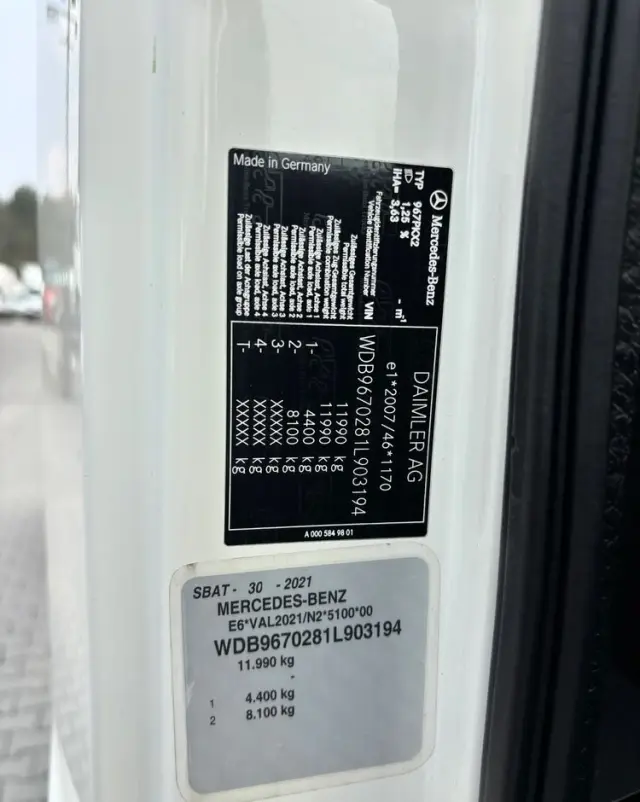 Mercedes-Benz
TYP 967PKX2 - m⁻¹
1,25 %
IHA= 3,63
Made in Germany
Fahrzeugidentifizierungsnummer
Vehicle Identification Number VIN
Zulässiges Gesamtgewicht
Permissible total weight
Zulässiges Zug-Gesamtgewicht
Permissible combination weight
Zulässige Achslast, Achse 1
Permissible axle load, axle 1
Zulässige Achslast, Achse 2
Permissible axle load, axle 2
Zulässige Achslast, Achse 3
Permissible axle load, axle 3
Zulässige Achslast, Achse 4
Permissible axle load, axle 4
Zulässige Last der Achsgruppe
Permissible load on axle group
DAIMLER AG
e1*2007/46*1170
WDB9670281L903194
11990 kg
11990 kg
1- 4400 kg
2- 8100 kg
3- XXXXX kg
4- XXXXX kg
T- XXXXX kg
A 000 584 98 01
SBAT - 30 - 2021
MERCEDES-BENZ
E6*VAL2021/N2*5100*00
WDB9670281L903194
11.990 kg
-
1 4.400 kg
2 8.100 kg